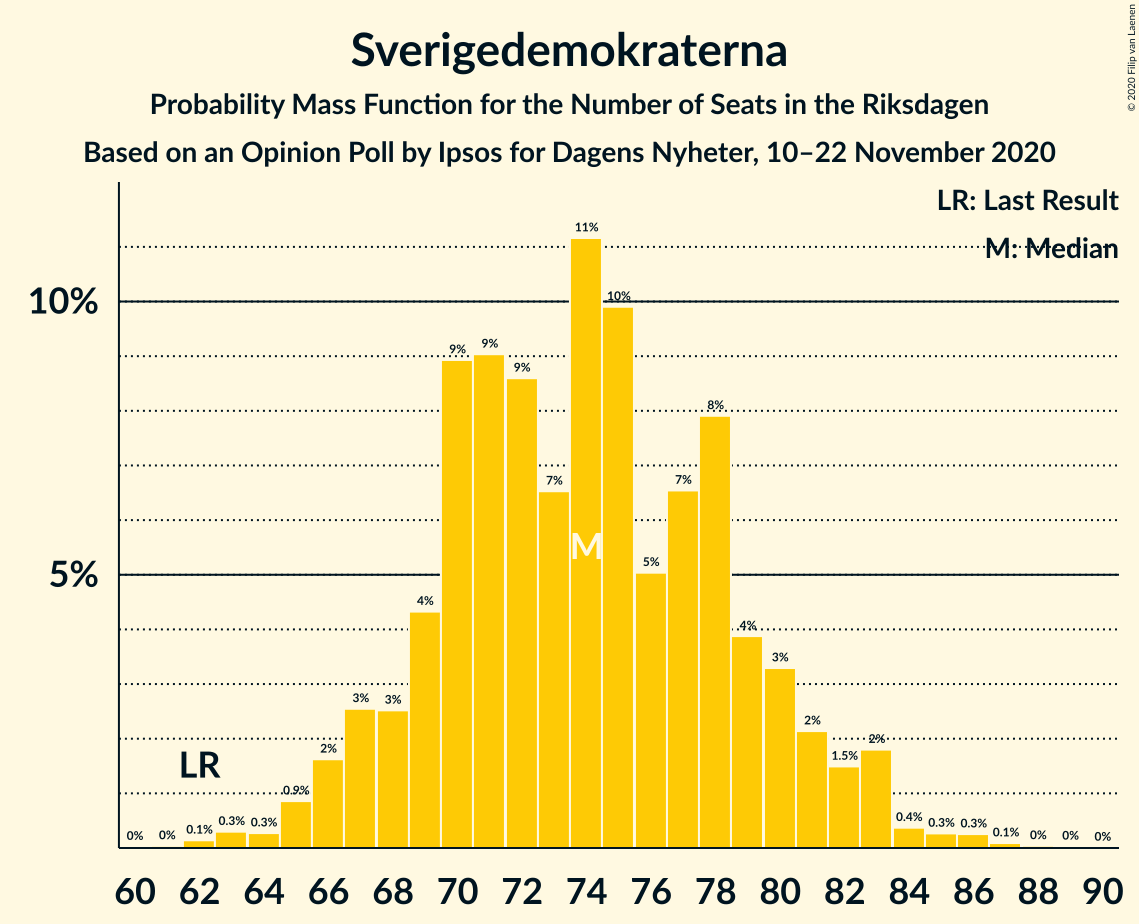 Sverigedemokraterna
Probability Mass Function for the Number of Seats in the Riksdagen
Based on an Opinion Poll by Ipsos for Dagens Nyheter, 10–22 November 2020
© 2020 Filip van Laenen
LR: Last Result
M: Median
10%
5%
0% 0% 0.1% 0.3% 0.3% 0.9% 2% 3% 3% 4% 9% 9% 9% 7% 11% 10% 5% 7% 8% 4% 3% 2% 1.5% 2% 0.4% 0.3% 0.3% 0.1% 0% 0% 0%
LR
M
60 62 64 66 68 70 72 74 76 78 80 82 84 86 88 90